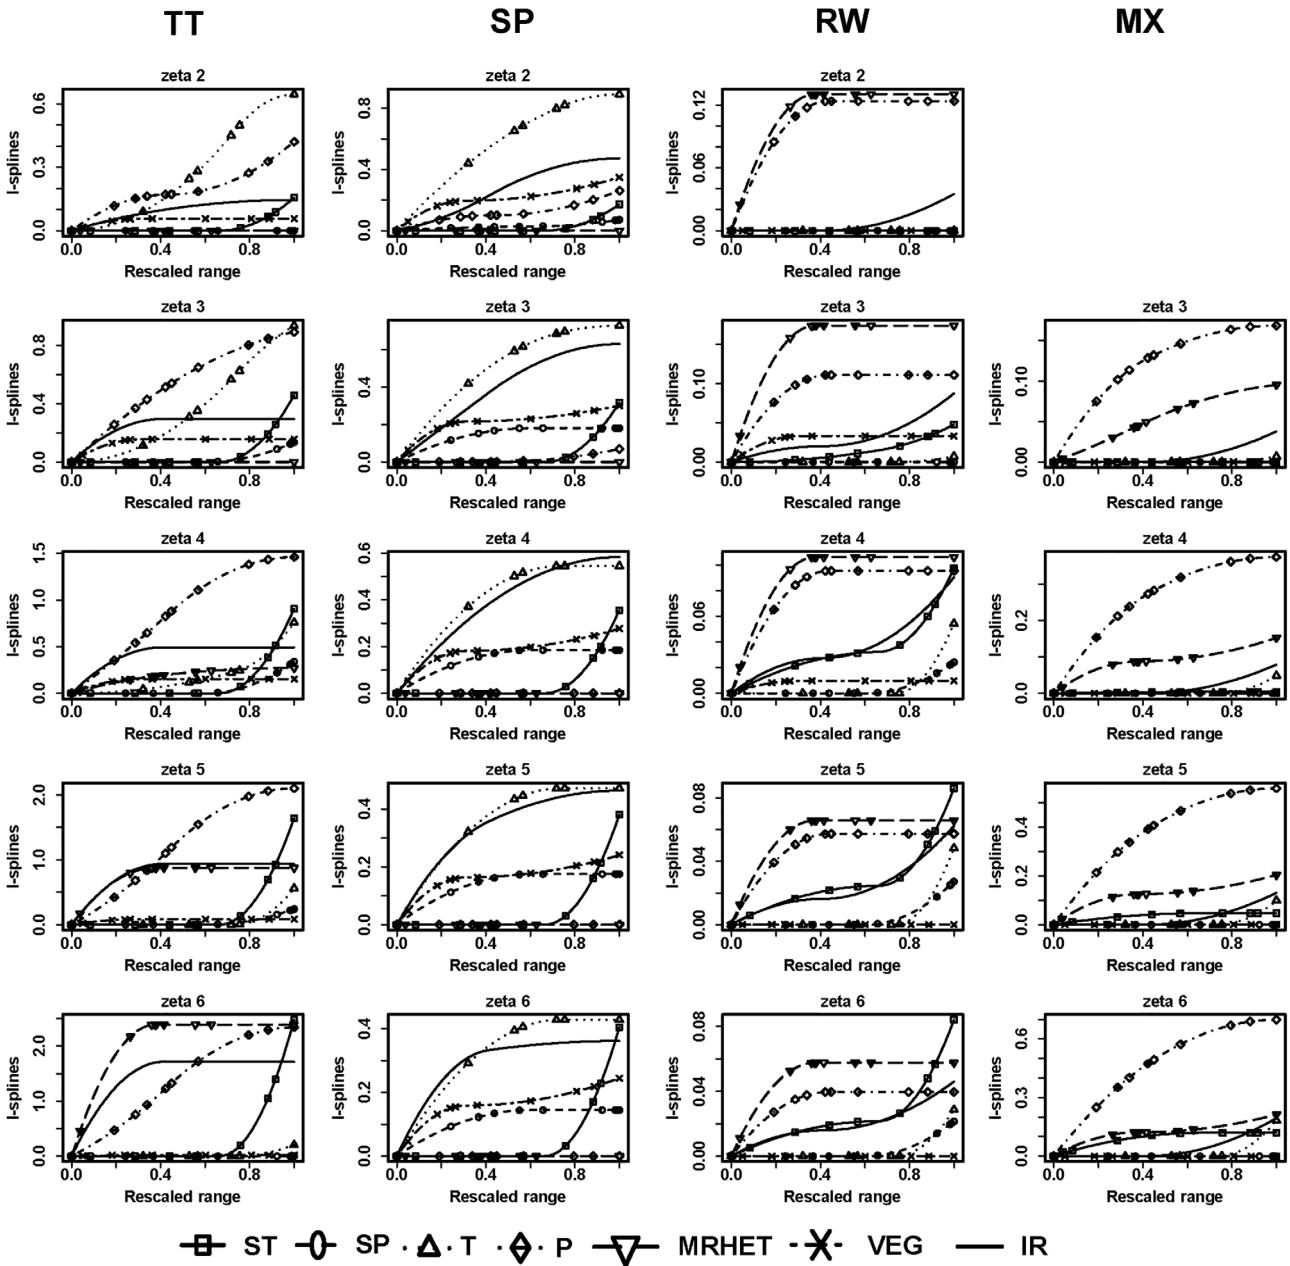 TT SP RW MX
zeta 2 zeta 2 zeta 2
I-splines 0.0 0.3 0.6 I-splines 0.0 0.4 0.8 I-splines 0.00 0.06 0.12
0.0 0.4 0.8 0.0 0.4 0.8 0.0 0.4 0.8
Rescaled range Rescaled range Rescaled range
zeta 3 zeta 3 zeta 3 zeta 3
I-splines 0.0 0.4 0.8 I-splines 0.0 0.4 I-splines 0.00 0.10 I-splines 0.00 0.10
0.0 0.4 0.8 0.0 0.4 0.8 0.0 0.4 0.8 0.0 0.4 0.8
Rescaled range Rescaled range Rescaled range Rescaled range
zeta 4 zeta 4 zeta 4 zeta 4
I-splines 0.0 0.5 1.0 1.5 I-splines 0.0 0.2 0.4 0.6 I-splines 0.00 0.06 I-splines 0.0 0.2
0.0 0.4 0.8 0.0 0.4 0.8 0.0 0.4 0.8 0.0 0.4 0.8
Rescaled range Rescaled range Rescaled range Rescaled range
zeta 5 zeta 5 zeta 5 zeta 5
I-splines 0.0 1.0 2.0 I-splines 0.0 0.2 0.4 I-splines 0.00 0.04 0.08 I-splines 0.0 0.2 0.4
0.0 0.4 0.8 0.0 0.4 0.8 0.0 0.4 0.8 0.0 0.4 0.8
Rescaled range Rescaled range Rescaled range Rescaled range
zeta 6 zeta 6 zeta 6 zeta 6
I-splines 0.0 1.0 2.0 I-splines 0.0 0.2 0.4 I-splines 0.00 0.04 0.08 I-splines 0.0 0.3 0.6
0.0 0.4 0.8 0.0 0.4 0.8 0.0 0.4 0.8 0.0 0.4 0.8
Rescaled range Rescaled range Rescaled range Rescaled range
ST SP T P MRHET VEG IR